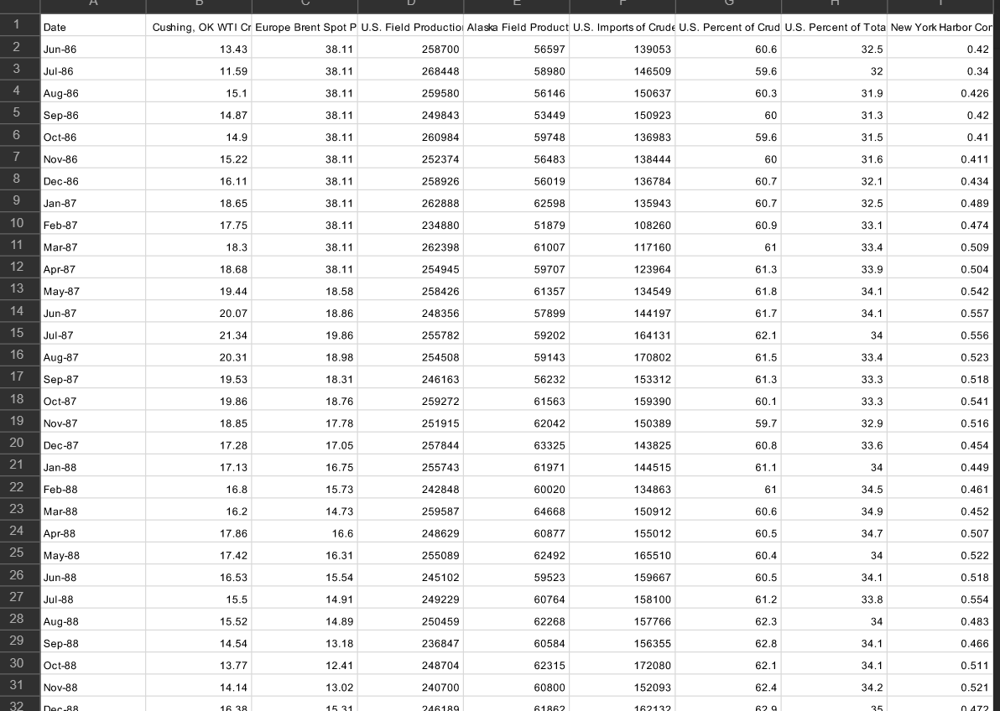 A B C D E F G H I
1 Date Cushing, OK WTI Cr Europe Brent Spot P U.S. Field Production Alaska Field Product U.S. Imports of Crude U.S. Percent of Crud U.S. Percent of Tota New York Harbor Con
2 Jun-86 13.43 38.11 258700 56597 139053 60.6 32.5 0.42
3 Jul-86 11.59 38.11 268448 58980 146509 59.6 32 0.34
4 Aug-86 15.1 38.11 259580 56146 150637 60.3 31.9 0.426
5 Sep-86 14.87 38.11 249843 53449 150923 60 31.3 0.42
6 Oct-86 14.9 38.11 260984 59748 136983 59.6 31.5 0.41
7 Nov-86 15.22 38.11 252374 56483 138444 60 31.6 0.411
8 Dec-86 16.11 38.11 258926 56019 136784 60.7 32.1 0.434
9 Jan-87 18.65 38.11 262888 62598 135943 60.7 32.5 0.489
10 Feb-87 17.75 38.11 234880 51879 108260 60.9 33.1 0.474
11 Mar-87 18.3 38.11 262398 61007 117160 61 33.4 0.509
12 Apr-87 18.68 38.11 254945 59707 123964 61.3 33.9 0.504
13 May-87 19.44 18.58 258426 61357 134549 61.8 34.1 0.542
14 Jun-87 20.07 18.86 248356 57899 144197 61.7 34.1 0.557
15 Jul-87 21.34 19.86 255782 59202 164131 62.1 34 0.556
16 Aug-87 20.31 18.98 254508 59143 170802 61.5 33.4 0.523
17 Sep-87 19.53 18.31 246163 56232 153312 61.3 33.3 0.518
18 Oct-87 19.86 18.76 259272 61563 159390 60.1 33.3 0.541
19 Nov-87 18.85 17.78 251915 62042 150389 59.7 32.9 0.516
20 Dec-87 17.28 17.05 257844 63325 143825 60.8 33.6 0.454
21 Jan-88 17.13 16.75 255743 61971 144515 61.1 34 0.449
22 Feb-88 16.8 15.73 242848 60020 134863 61 34.5 0.461
23 Mar-88 16.2 14.73 259587 64668 150912 60.6 34.9 0.452
24 Apr-88 17.86 16.6 248629 60877 155012 60.5 34.7 0.507
25 May-88 17.42 16.31 255089 62492 165510 60.4 34 0.522
26 Jun-88 16.53 15.54 245102 59523 159667 60.5 34.1 0.518
27 Jul-88 15.5 14.91 249229 60764 158100 61.2 33.8 0.554
28 Aug-88 15.52 14.89 250459 62268 157766 62.3 34 0.483
29 Sep-88 14.54 13.18 236847 60584 156355 62.8 34.1 0.466
30 Oct-88 13.77 12.41 248704 62315 172080 62.1 34.1 0.511
31 Nov-88 14.14 13.02 240700 60800 152093 62.4 34.2 0.521
32 Dec-88 16.38 15.31 246189 61862 162132 62.9 35 0.472